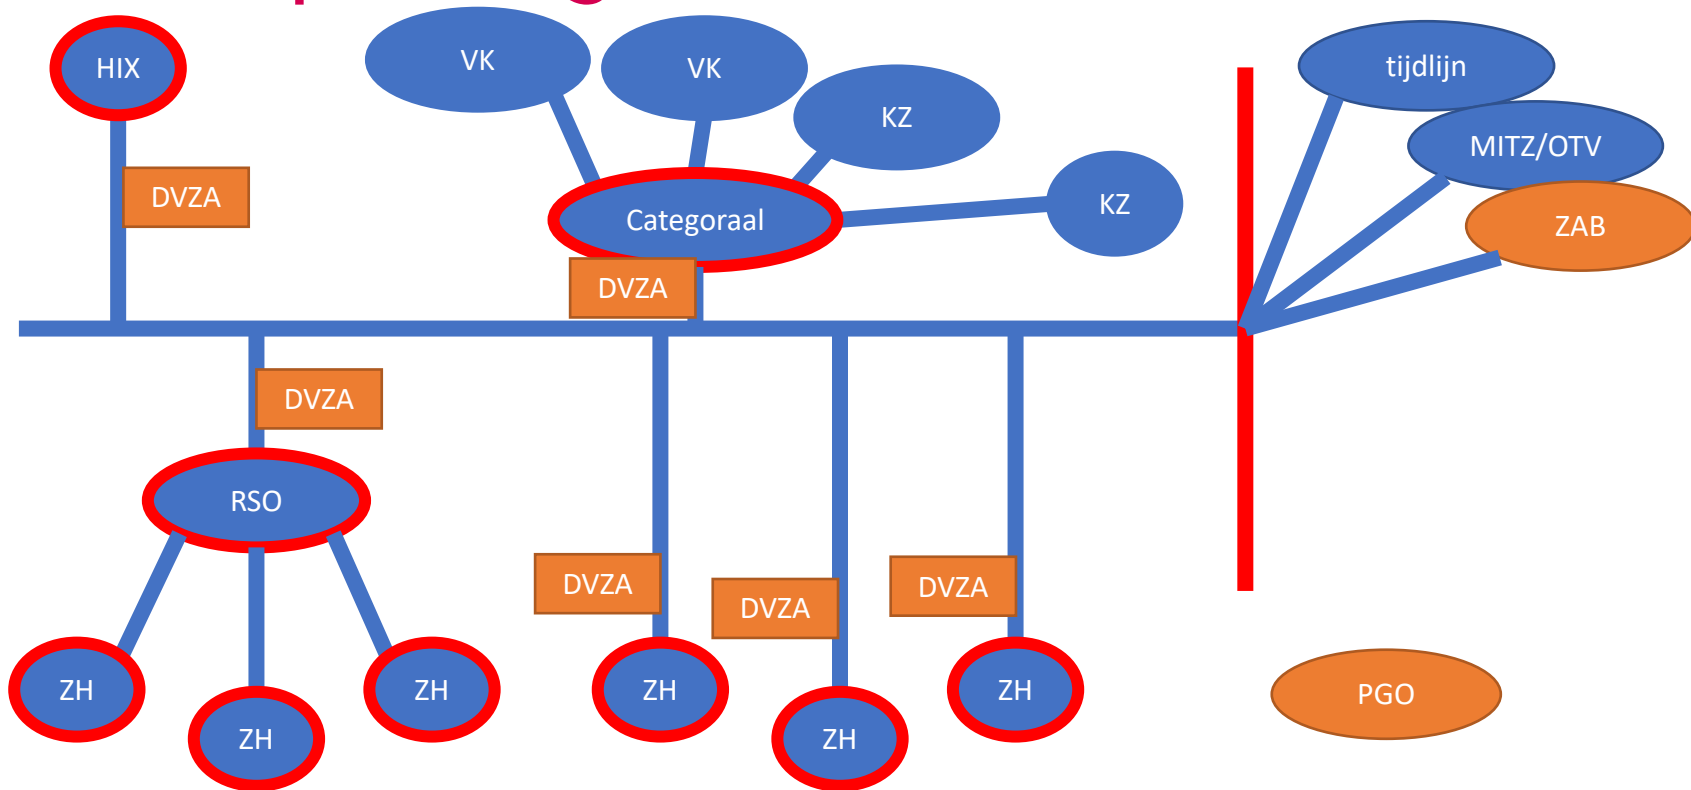 HIX
VK
VK
KZ
tijdlijn
MITZ/OTV
ZAB
KZ
DVZA
Categoraal
DVZA
DVZA
RSO
DVZA
DVZA
DVZA
ZH
ZH
ZH
ZH
ZH
ZH
PGO